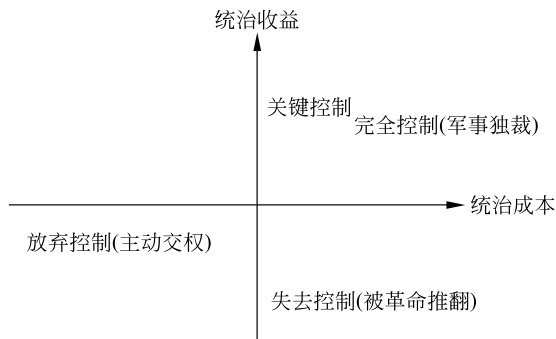 统治收益
关键控制
完全控制(军事独裁)
统治成本
放弃控制(主动交权)
失去控制(被革命推翻)